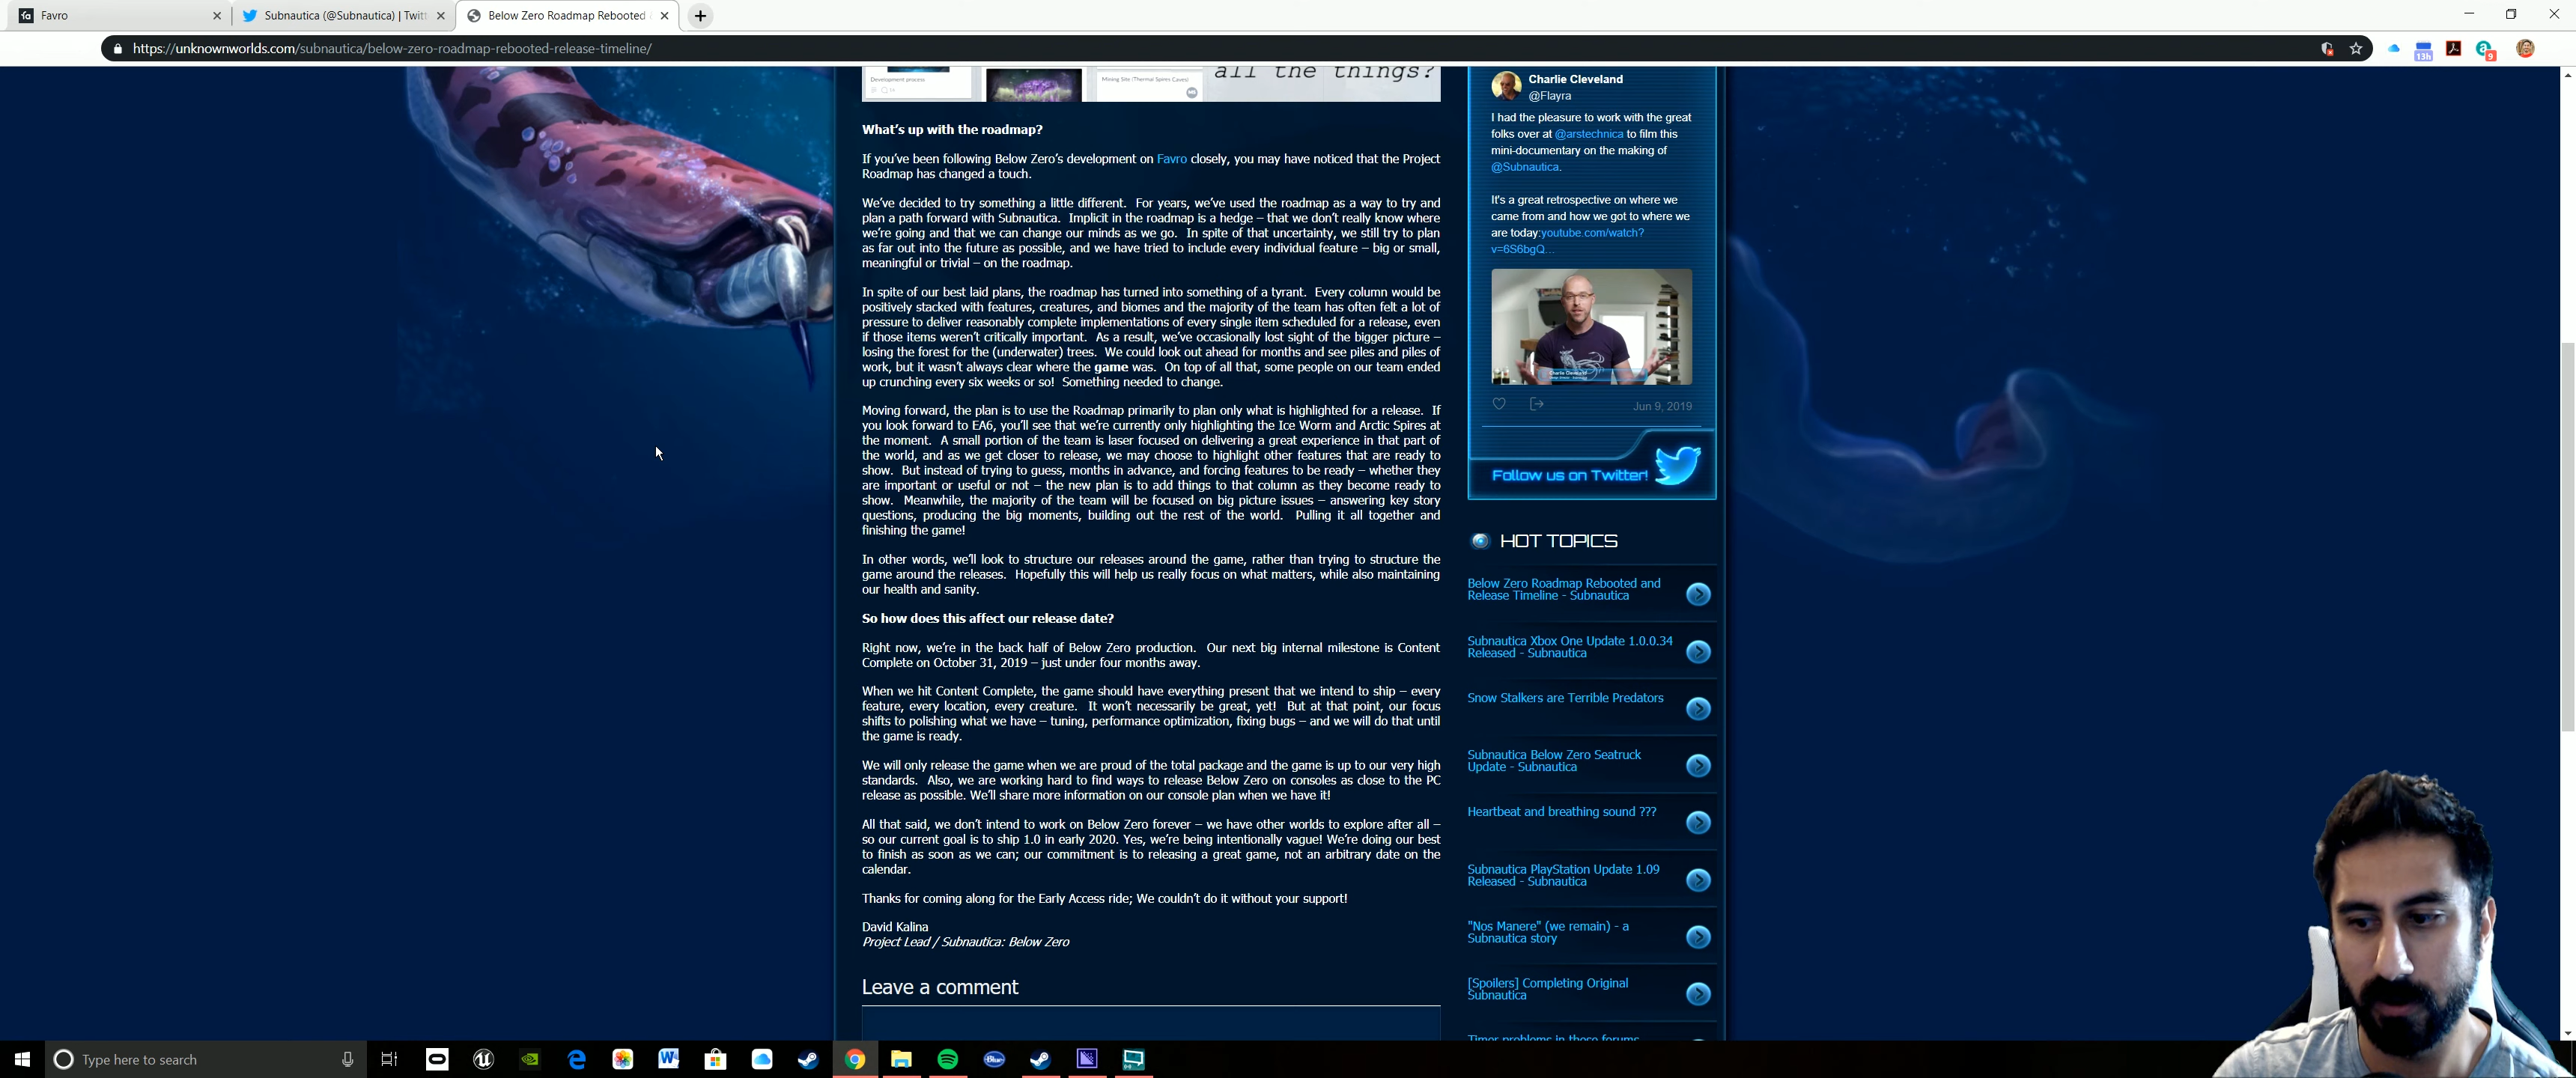 Favro
Subnautica (@Subnautica) | Twitt
Below Zero Roadmap Rebooted
https://unknownworlds.com/subnautica/below-zero-roadmap-rebooted-release-timeline/
13h
9
Development process
Mining Site (Thermal Spires Caves)
all the things?
What's up with the roadmap?
If you've been following Below Zero's development on Favro closely, you may have noticed that the Project
Roadmap has changed a touch.
We've decided to try something a little different. For years, we've used the roadmap as a way to try and
plan a path forward with Subnautica. Implicit in the roadmap is a hedge – that we don't really know where
we're going and that we can change our minds as we go. In spite of that uncertainty, we still try to plan
as far out into the future as possible, and we have tried to include every individual feature – big or small,
meaningful or trivial – on the roadmap.
In spite of our best laid plans, the roadmap has turned into something of a tyrant. Every column would be
positively stacked with features, creatures, and biomes and the majority of the team has often felt a lot of
pressure to deliver reasonably complete implementations of every single item scheduled for a release, even
if those items weren't critically important. As a result, we've occasionally lost sight of the bigger picture –
losing the forest for the (underwater) trees. We could look out ahead for months and see piles and piles of
work, but it wasn't always clear where the game was. On top of all that, some people on our team ended
up crunching every six weeks or so! Something needed to change.
Moving forward, the plan is to use the Roadmap primarily to plan only what is highlighted for a release. If
you look forward to EA6, you'll see that we're currently only highlighting the Ice Worm and Arctic Spires at
the moment. A small portion of the team is laser focused on delivering a great experience in that part of
the world, and as we get closer to release, we may choose to highlight other features that are ready to
show. But instead of trying to guess, months in advance, and forcing features to be ready – whether they
are important or useful or not – the new plan is to add things to that column as they become ready to
show. Meanwhile, the majority of the team will be focused on big picture issues – answering key story
questions, producing the big moments, building out the rest of the world. Pulling it all together and
finishing the game!
In other words, we'll look to structure our releases around the game, rather than trying to structure the
game around the releases. Hopefully this will help us really focus on what matters, while also maintaining
our health and sanity.
So how does this affect our release date?
Right now, we're in the back half of Below Zero production. Our next big internal milestone is Content
Complete on October 31, 2019 – just under four months away.
When we hit Content Complete, the game should have everything present that we intend to ship – every
feature, every location, every creature. It won't necessarily be great, yet! But at that point, our focus
shifts to polishing what we have – tuning, performance optimization, fixing bugs – and we will do that until
the game is ready.
We will only release the game when we are proud of the total package and the game is up to our very high
standards. Also, we are working hard to find ways to release Below Zero on consoles as close to the PC
release as possible. We'll share more information on our console plan when we have it!
All that said, we don't intend to work on Below Zero forever – we have other worlds to explore after all –
so our current goal is to ship 1.0 in early 2020. Yes, we're being intentionally vague! We're doing our best
to finish as soon as we can; our commitment is to releasing a great game, not an arbitrary date on the
calendar.
Thanks for coming along for the Early Access ride; We couldn't do it without your support!
David Kalina
Project Lead / Subnautica: Below Zero
Leave a comment
Charlie Cleveland
@Flayra
I had the pleasure to work with the great
folks over at @arstechnica to film this
mini-documentary on the making of
@Subnautica.
It's a great retrospective on where we
came from and how we got to where we
are today:youtube.com/watch?
v=6S6bgQ…
Charlie Cleveland
Jun 9, 2019
Follow us on Twitter!
HOT TOPICS
Below Zero Roadmap Rebooted and
Release Timeline - Subnautica
Subnautica Xbox One Update 1.0.0.34
Released - Subnautica
Snow Stalkers are Terrible Predators
Subnautica Below Zero Seatruck
Update - Subnautica
Heartbeat and breathing sound ???
Subnautica PlayStation Update 1.09
Released - Subnautica
"Nos Manere" (we remain) - a
Subnautica story
[Spoilers] Completing Original
Subnautica
Timer problems in these forums
Type here to search
Blue